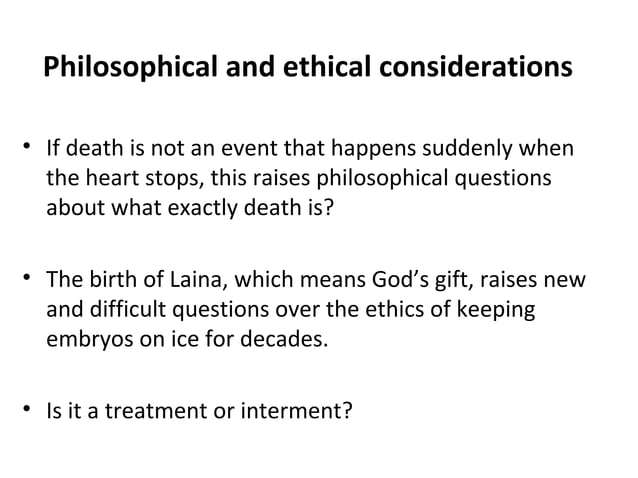 Philosophical and ethical considerations
• If death is not an event that happens suddenly when
the heart stops, this raises philosophical questions
about what exactly death is?
• The birth of Laina, which means God’s gift, raises new
and difficult questions over the ethics of keeping
embryos on ice for decades.
• Is it a treatment or interment?